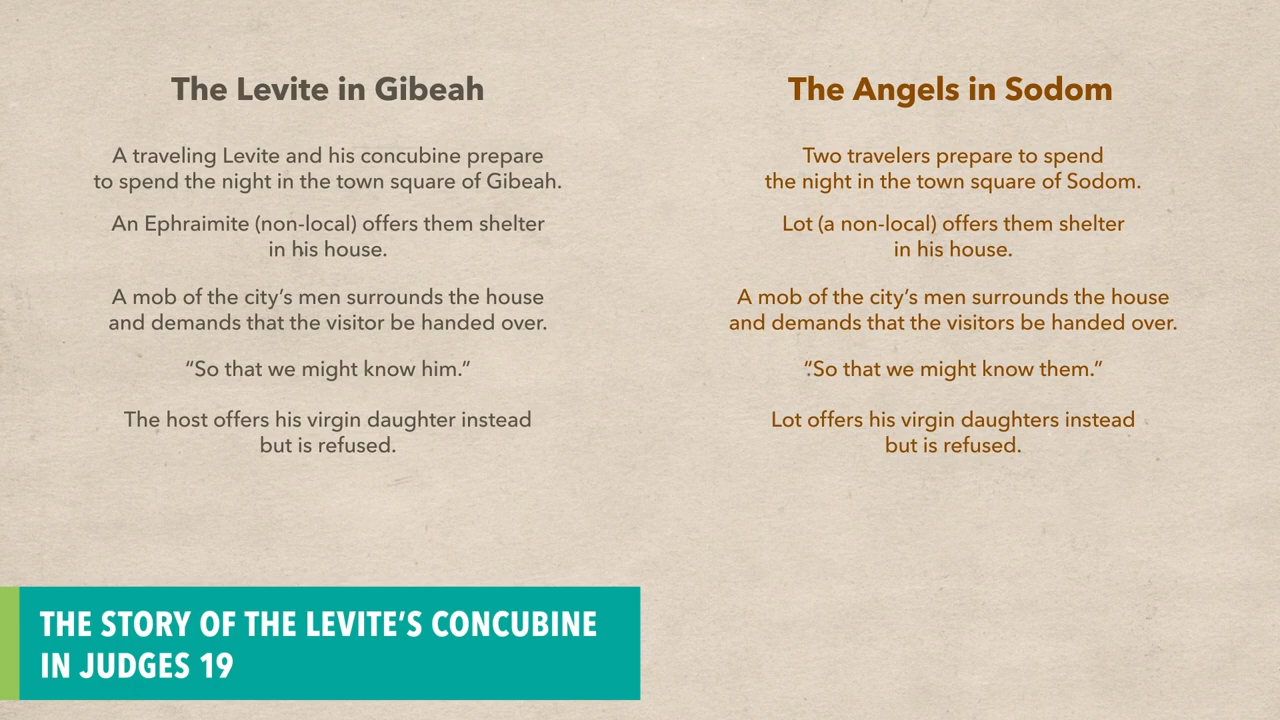 The Levite in Gibeah
A traveling Levite and his concubine prepare
to spend the night in the town square of Gibeah.
An Ephraimite (non-local) offers them shelter
in his house.
A mob of the city's men surrounds the house
and demands that the visitor be handed over.
“So that we might know him.”
The host offers his virgin daughter instead
but is refused.
The Angels in Sodom
Two travelers prepare to spend
the night in the town square of Sodom.
Lot (a non-local) offers them shelter
in his house.
A mob of the city's men surrounds the house
and demands that the visitors be handed over.
“So that we might know them.”
Lot offers his virgin daughters instead
but is refused.
THE STORY OF THE LEVITE'S CONCUBINE
IN JUDGES 19